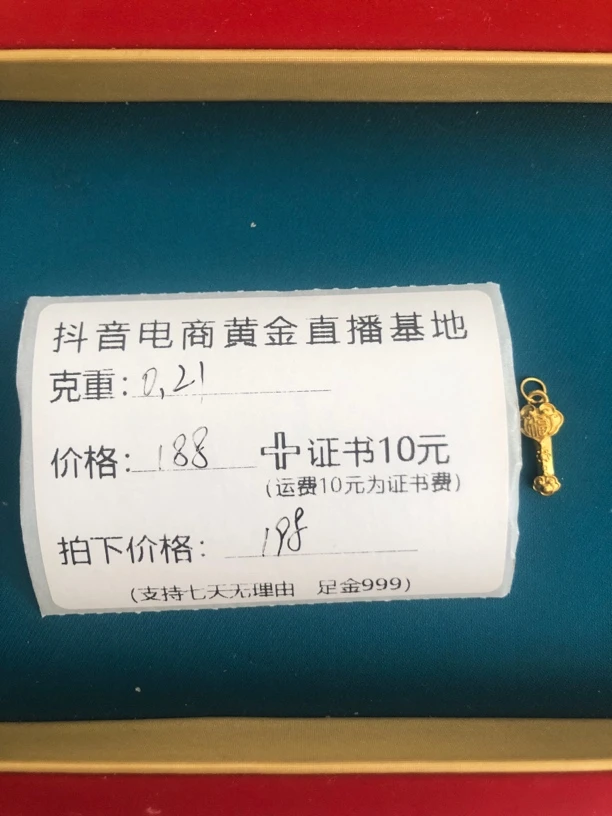 抖音电商黄金直播基地
克重：0,21
价格：188 ＋证书10元
(运费10元为证书费)
拍下价格： 198
(支持七天无理由 足金999)